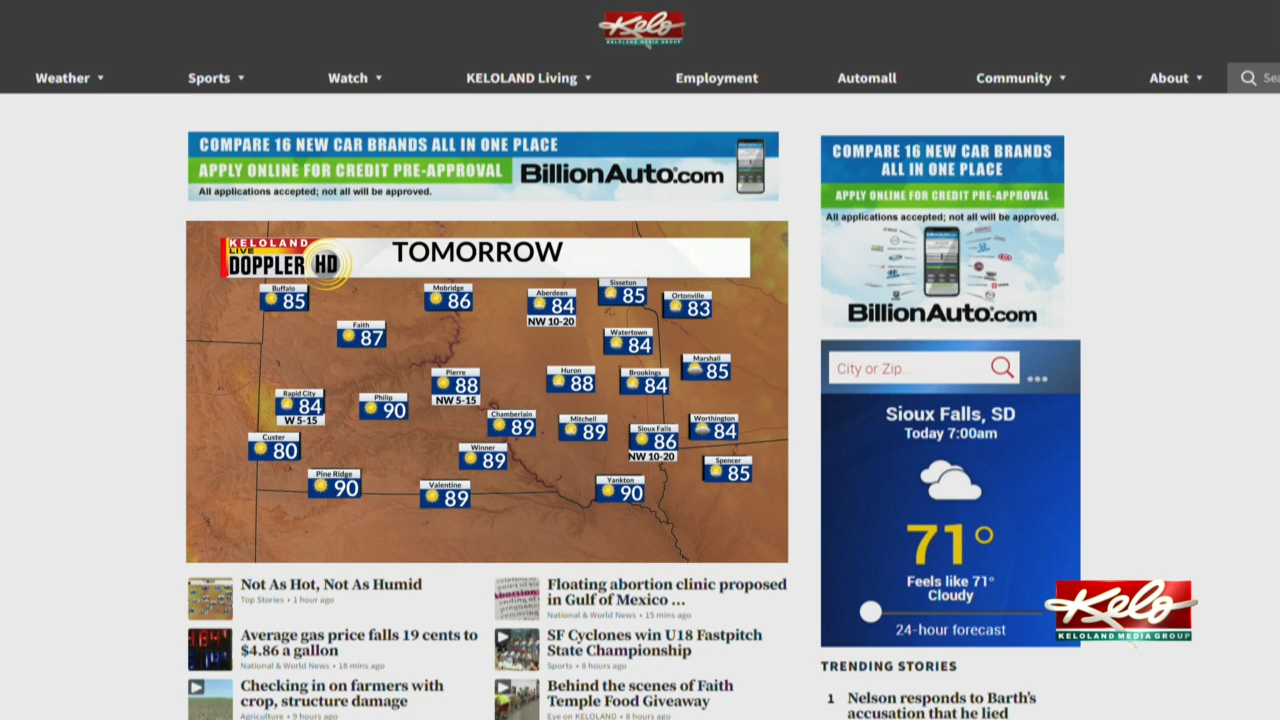 Kelo
KELOLAND MEDIA GROUP
Weather
Sports
Watch
KELOLAND Living
Employment
Automall
Community
About
Sea
COMPARE 16 NEW CAR BRANDS ALL IN ONE PLACE
APPLY ONLINE FOR CREDIT PRE-APPROVAL
BillionAuto.com
All applications accepted; not all will be approved.
COMPARE 16 NEW CAR BRANDS
ALL IN ONE PLACE
APPLY ONLINE FOR CREDIT PRE-APPROVAL
All applications accepted; not all will be approved.
BillionAuto.com
KELOLAND
LIVE
DOPPLER HD
TOMORROW
Buffalo
85
Mobridge
86
Aberdeen
84
NW 10-20
Sisseton
85
Ortonville
83
Faith
87
Watertown
84
Marshall
85
Pierre
88
NW 5-15
Huron
88
Brookings
84
Rapid City
84
W 5-15
Philip
90
Chamberlain
89
Mitchell
89
Sioux Falls
86
NW 10-20
Worthington
84
Custer
80
Winner
89
Spencer
85
Pine Ridge
90
Valentine
89
Yankton
90
City or Zip...
Sioux Falls, SD
Today 7:00am
71°
Feels like 71°
Cloudy
24-hour forecast
Kelo
KELOLAND MEDIA GROUP
Not As Hot, Not As Humid
Top Stories • 1 hour ago
Floating abortion clinic proposed
in Gulf of Mexico ...
National & World News • 15 mins ago
Average gas price falls 19 cents to
$4.86 a gallon
National & World News • 18 mins ago
SF Cyclones win U18 Fastpitch
State Championship
Sports • 8 hours ago
Checking in on farmers with
crop, structure damage
Agriculture • 9 hours ago
Behind the scenes of Faith
Temple Food Giveaway
Eye on KELOLAND • 8 hours ago
TRENDING STORIES
1 Nelson responds to Barth's
accusation that he lied